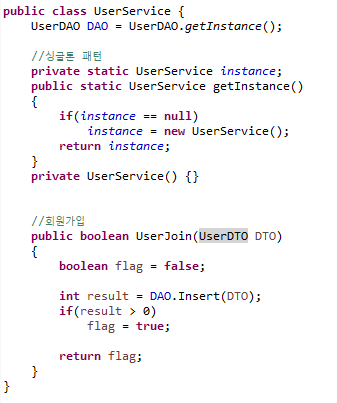 public class UserService {
    UserDAO DAO = UserDAO.getInstance();

    //싱글톤 패턴
    private static UserService instance;
    public static UserService getInstance()
    {
        if(instance == null)
            instance = new UserService();
        return instance;
    }
    private UserService() {}


    //회원가입
    public boolean UserJoin(UserDTO DTO)
    {
        boolean flag = false;

        int result = DAO.Insert(DTO);
        if(result > 0)
            flag = true;

        return flag;
    }
}